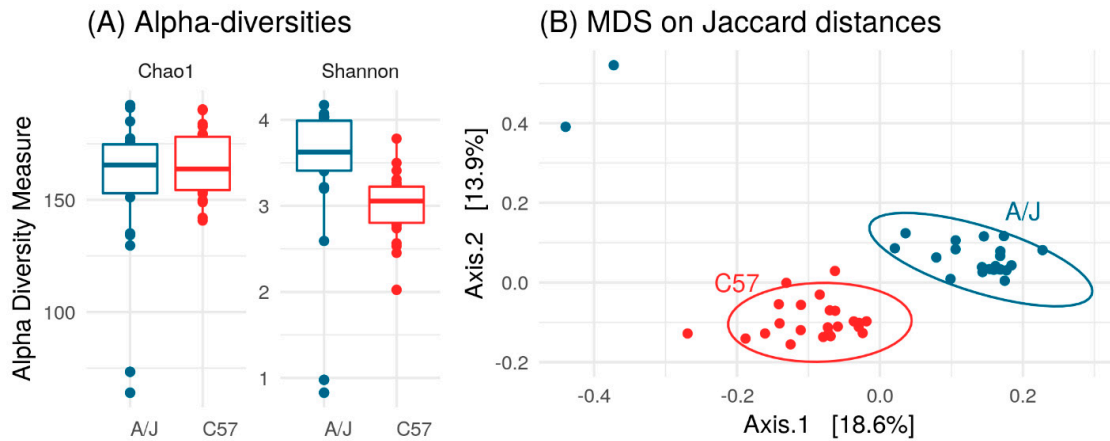 (A) Alpha-diversities
Chao1
Shannon
Alpha Diversity Measure
150
100
4
3
2
1
A/J
C57
A/J
C57
(B) MDS on Jaccard distances
Axis.2 [13.9%]
0.4
0.2
0.0
-0.2
A/J
C57
-0.4
-0.2
0.0
0.2
Axis.1 [18.6%]